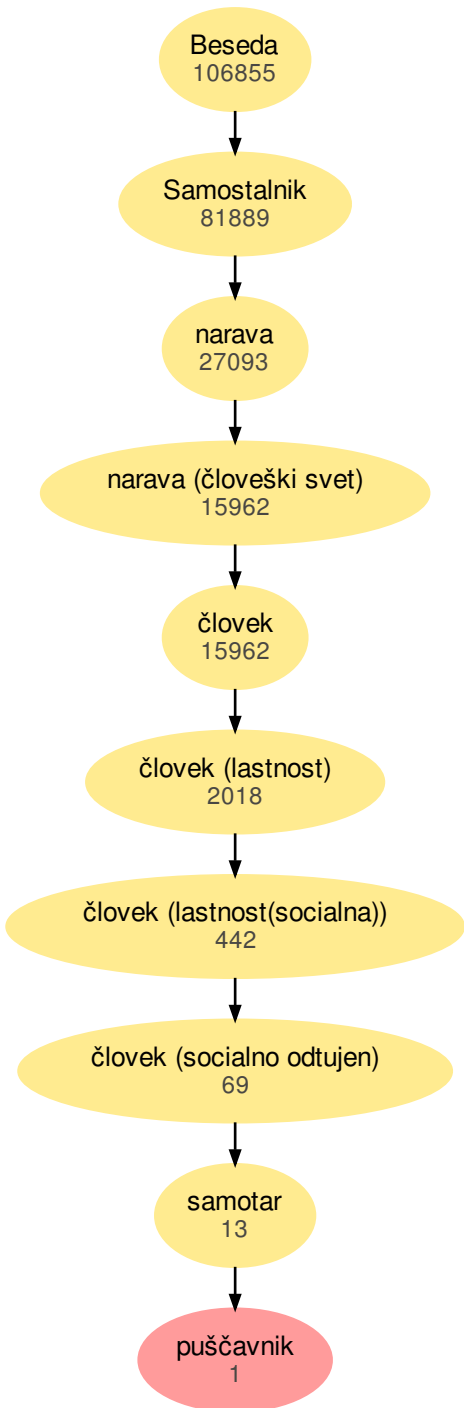 Beseda
106855
Samostalnik
81889
narava
27093
narava (človeški svet)
15962
človek
15962
človek (lastnost)
2018
človek (lastnost(socialna))
442
človek (socialno odtujen)
69
samotar
13
puščavnik
1